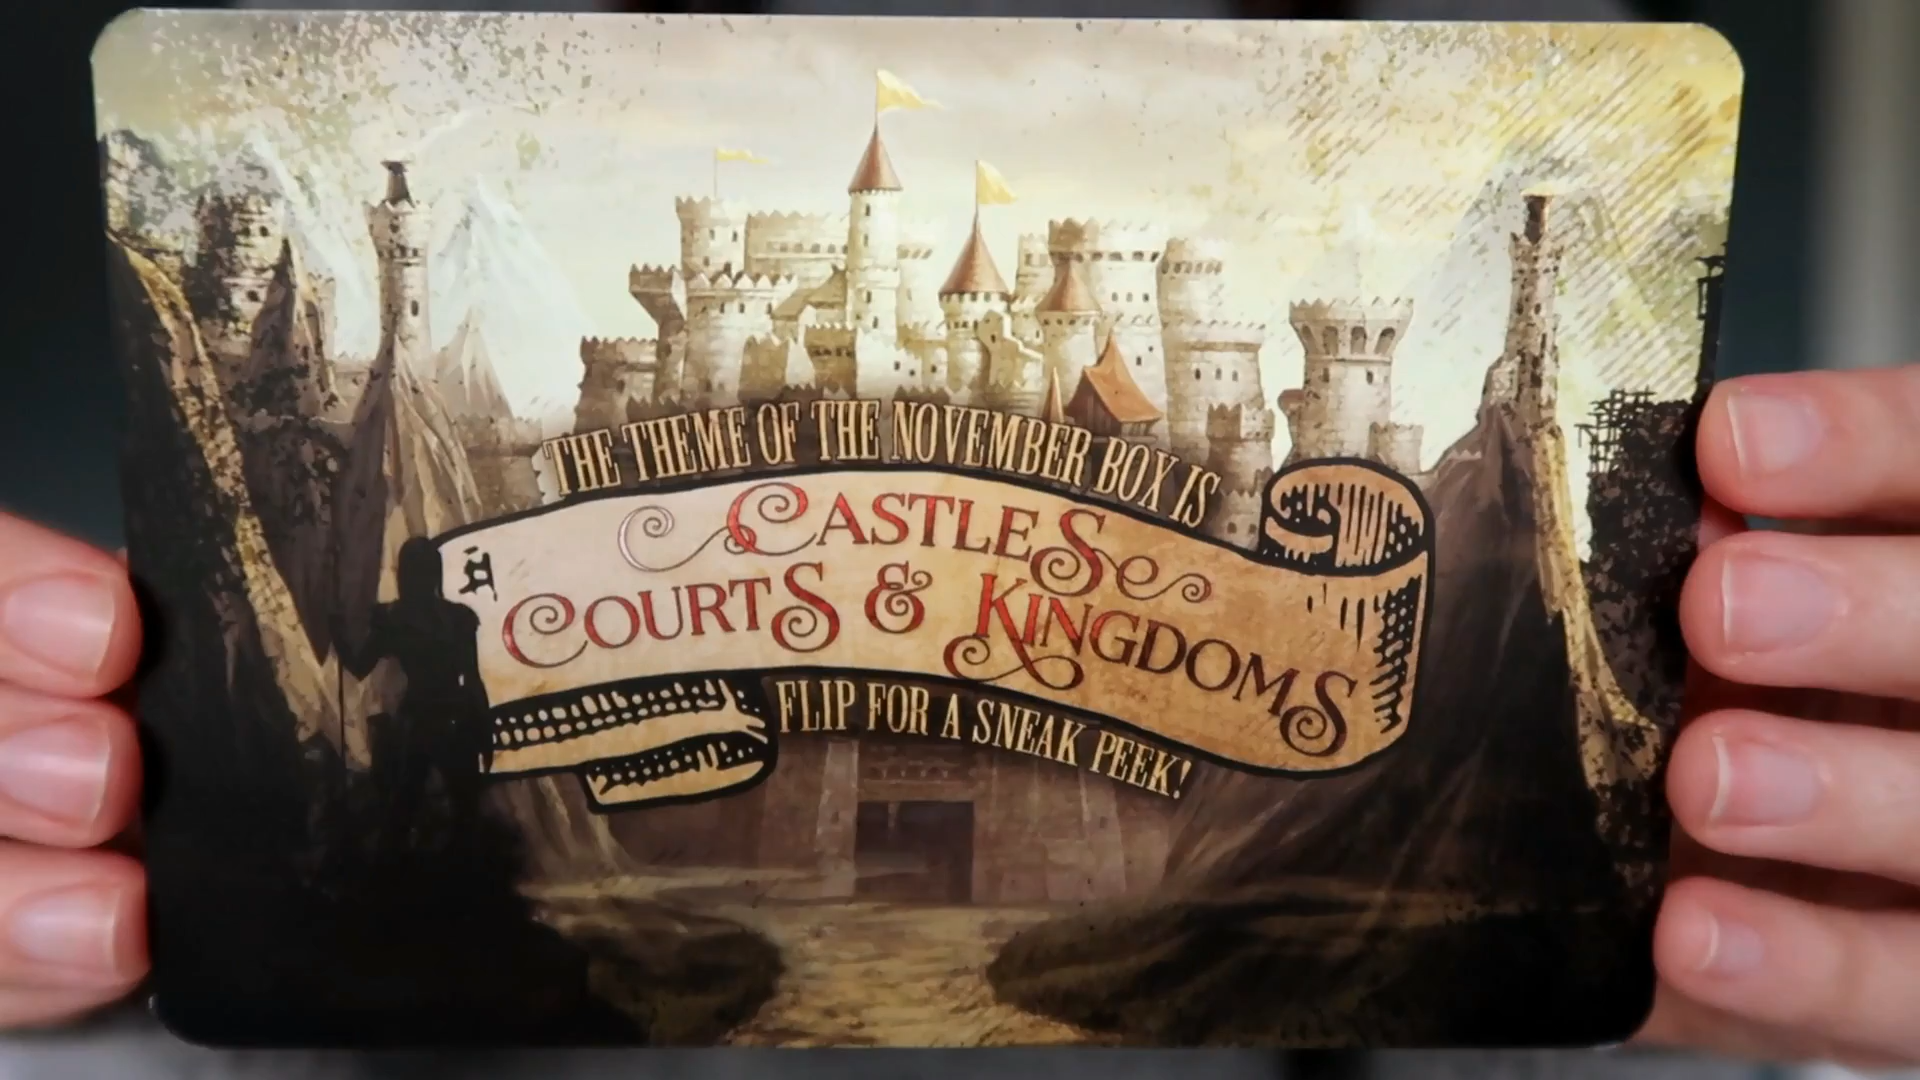 THE THEME OF THE NOVEMBER BOX IS
CASTLES
COURTS & KINGDOMS
FLIP FOR A SNEAK PEEK!